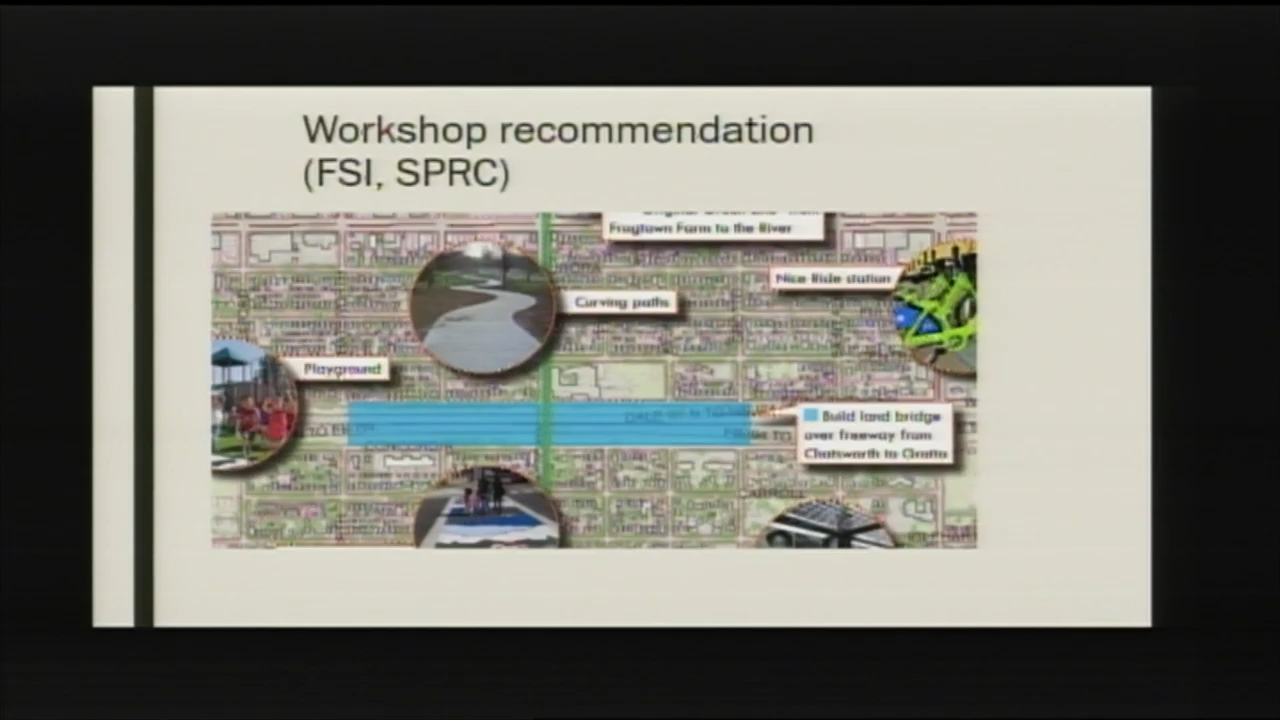 Workshop recommendation
(FSI, SPRC)
Frogtown Farm to the River
Nice Ride station
Curving paths
Playground
Build land bridge
over freeway from
Chatsworth to Grotto
CARROLL